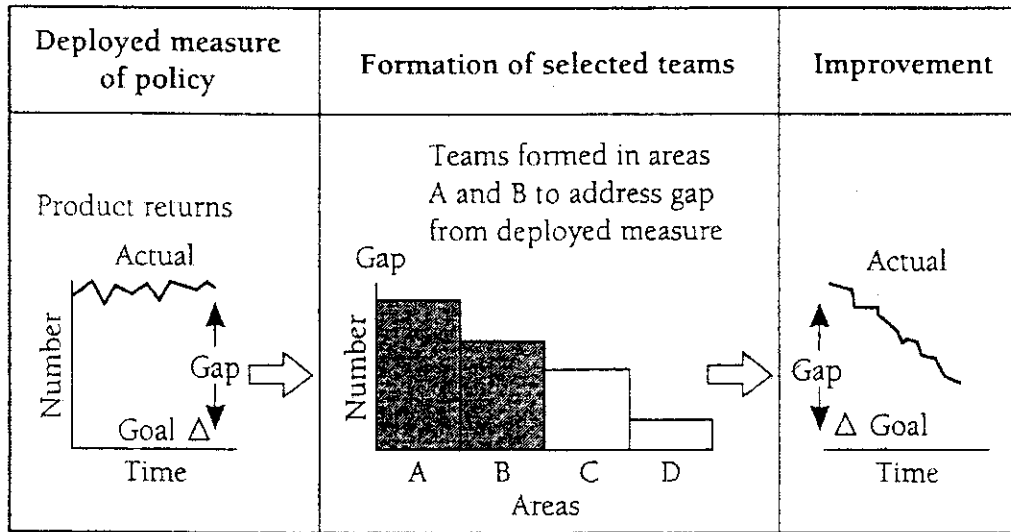 Deployed measure
of policy
Formation of selected teams
Improvement
Product returns
Actual
Number
Gap
Goal Δ
Time
Teams formed in areas
A and B to address gap
from deployed measure
Gap
Number
A B C D
Areas
Actual
Gap
Δ Goal
Time